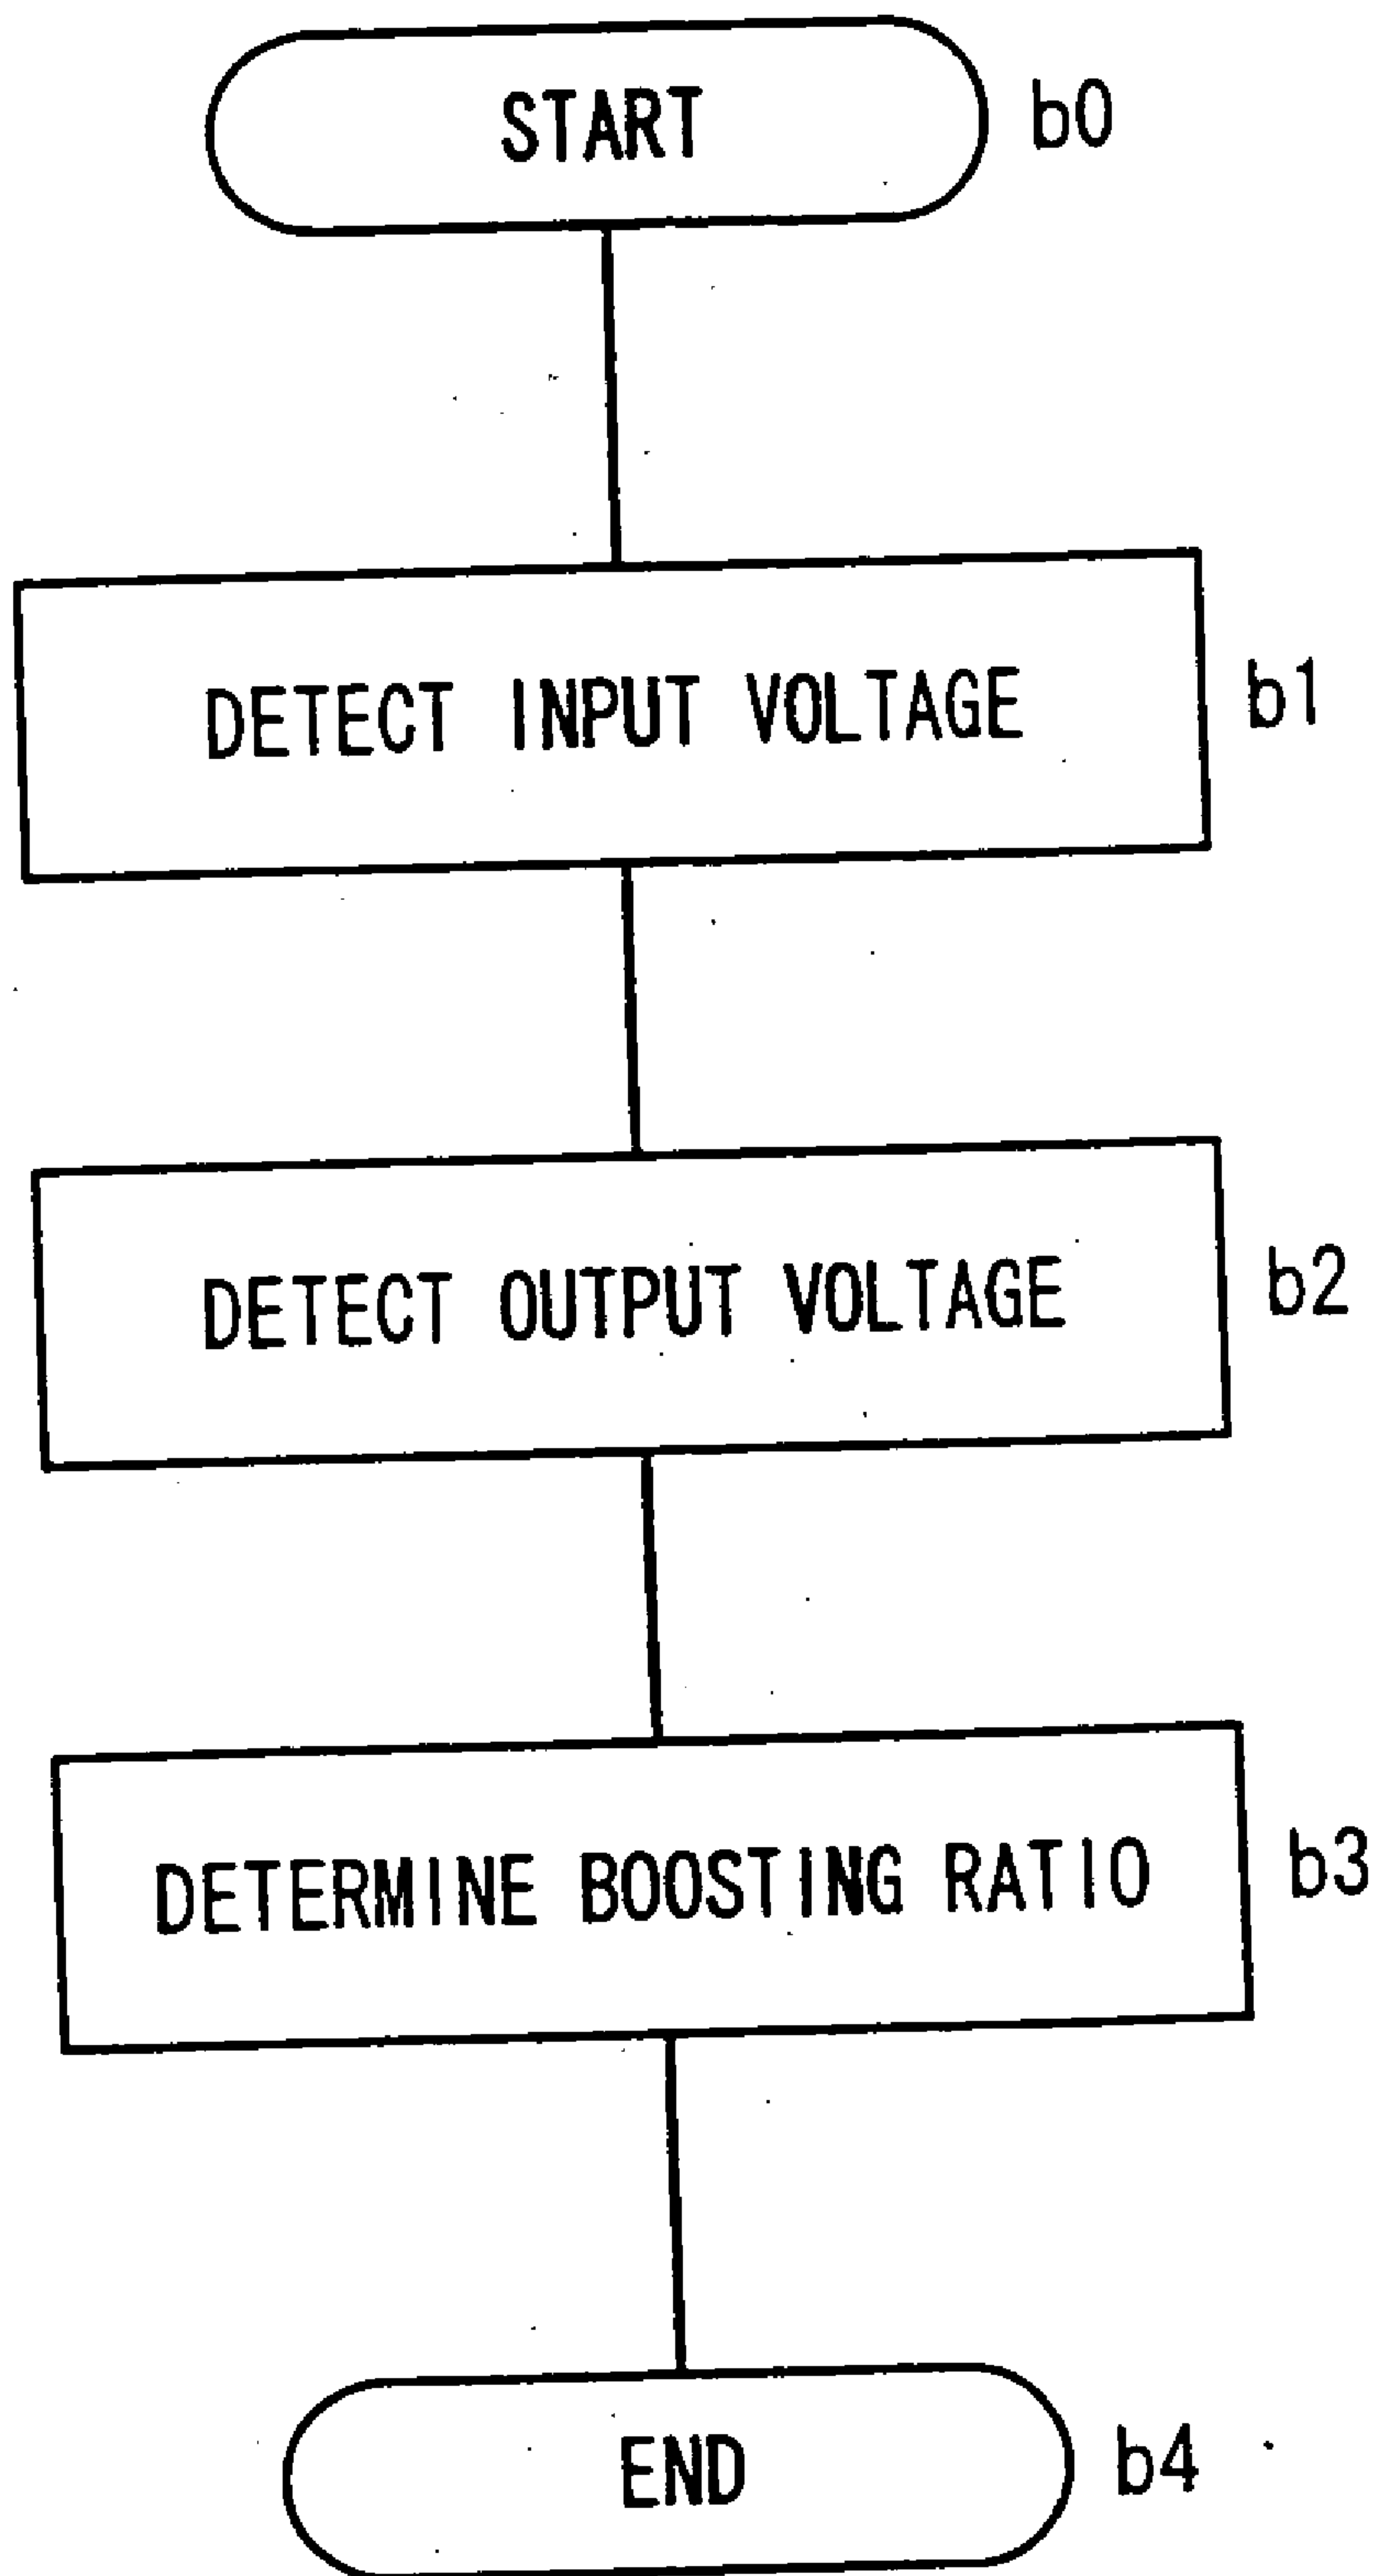 START b0
DETECT INPUT VOLTAGE b1
DETECT OUTPUT VOLTAGE b2
DETERMINE BOOSTING RATIO b3
END b4